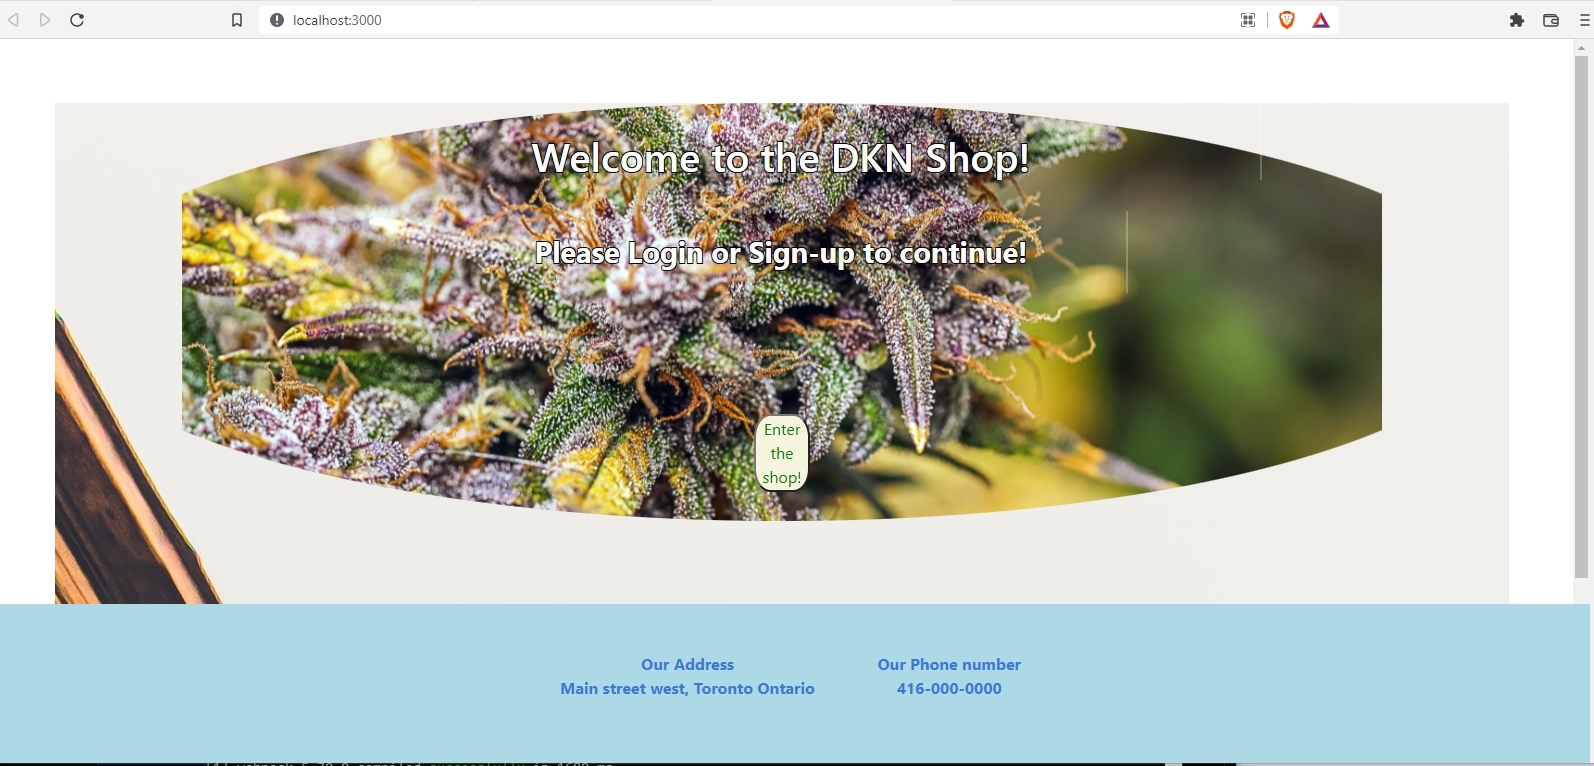 localhost:3000
Welcome to the DKN Shop!
Please Login or Sign-up to continue!
Enter
the
shop!
Our Address
Main street west, Toronto Ontario
Our Phone number
416-000-0000